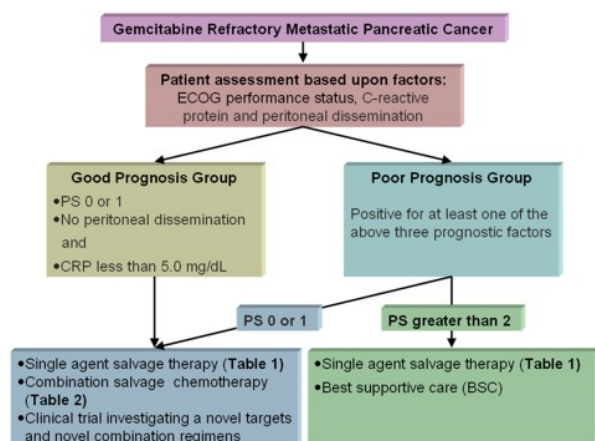 Gemcitabine Refractory Metastatic Pancreatic Cancer
Patient assessment based upon factors:
ECOG performance status, C-reactive
protein and peritoneal dissemination
Good Prognosis Group
•PS 0 or 1
•No peritoneal dissemination
and
•CRP less than 5.0 mg/dL
Poor Prognosis Group
Positive for at least one of the
above three prognostic factors
PS 0 or 1
PS greater than 2
•Single agent salvage therapy (Table 1)
•Combination salvage chemotherapy
(Table 2)
•Clinical trial investigating a novel targets
and novel combination regimens
•Single agent salvage therapy (Table 1)
•Best supportive care (BSC)